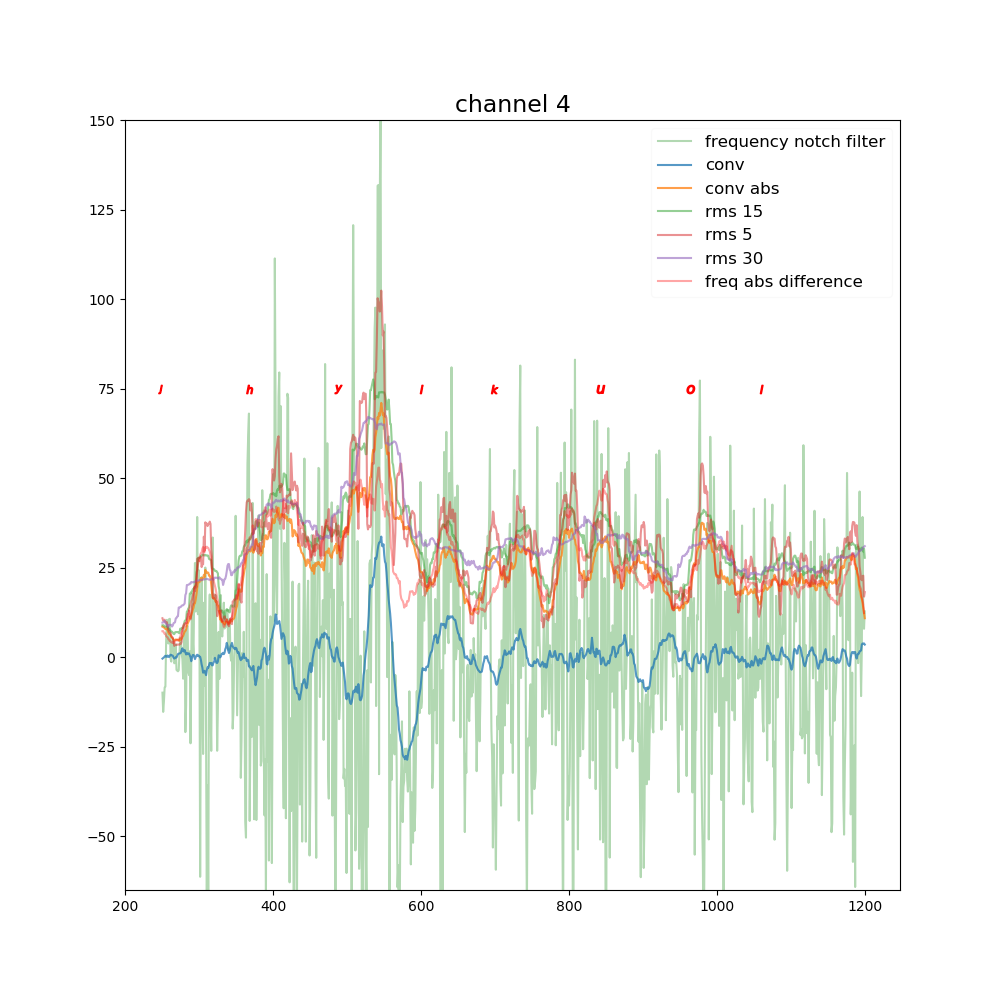 channel 4
150
frequency notch filter
conv
conv abs
rms 15
rms 5
rms 30
freq abs difference
125
100
75
j h y l k u o l
50
25
0
−25
−50
200 400 600 800 1000 1200